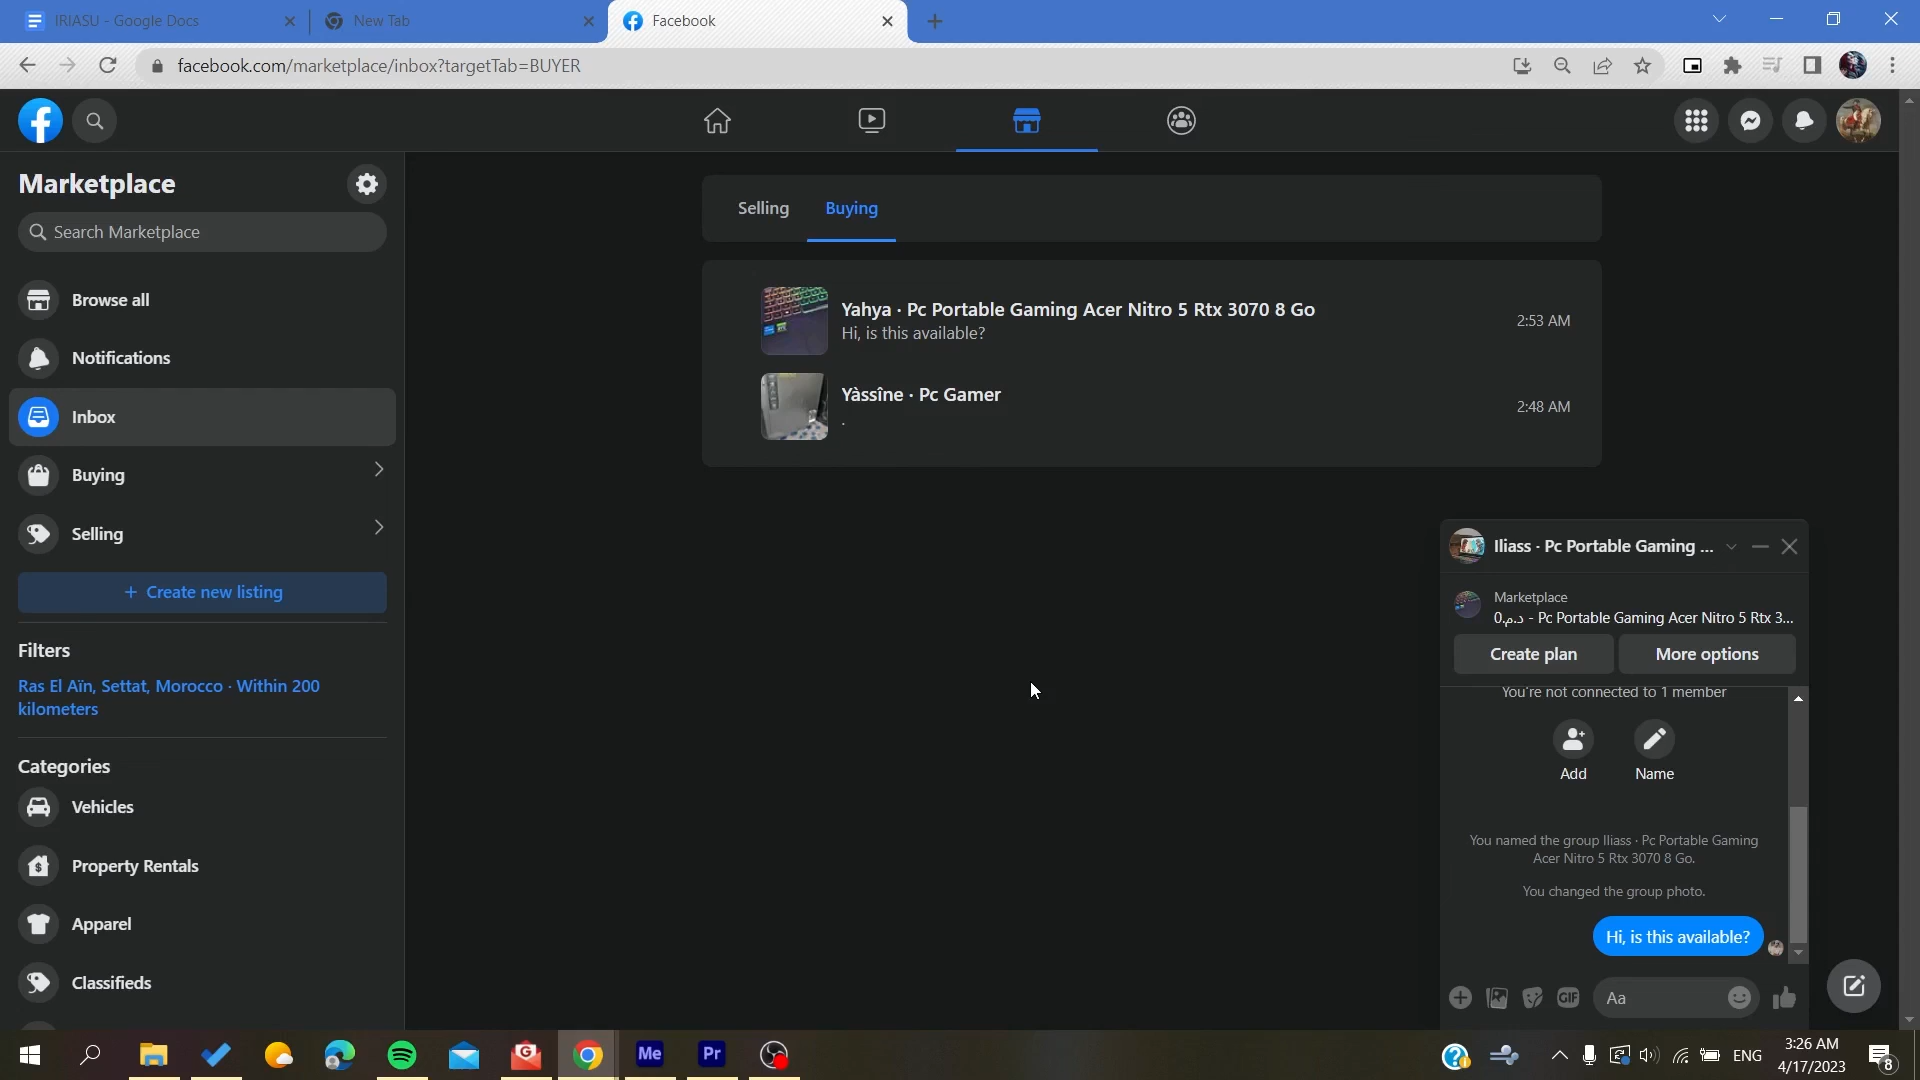 IRIASU - Google Docs
New Tab
Facebook
facebook.com/marketplace/inbox?targetTab=BUYER
Marketplace
Search Marketplace
Browse all
Notifications
Inbox
Buying
Selling
+ Create new listing
Filters
Ras El Aïn, Settat, Morocco · Within 200
kilometers
Categories
Vehicles
Property Rentals
Apparel
Classifieds
Selling
Buying
Yahya · Pc Portable Gaming Acer Nitro 5 Rtx 3070 8 Go
Hi, is this available?
2:53 AM
Yàssîne · Pc Gamer
.
2:48 AM
Iliass · Pc Portable Gaming ...
Marketplace
د.م.0 - Pc Portable Gaming Acer Nitro 5 Rtx 3...
Create plan
More options
You're not connected to 1 member
Add
Name
You named the group Iliass · Pc Portable Gaming
Acer Nitro 5 Rtx 3070 8 Go.
You changed the group photo.
Hi, is this available?
GIF
Aa
Me
Pr
ENG
3:26 AM
4/17/2023
8